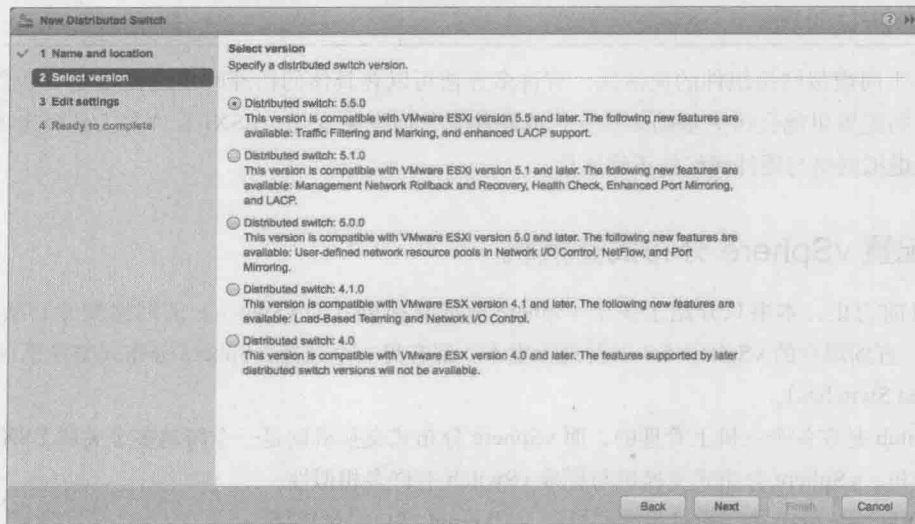 New Distributed Switch
1 Name and location
2 Select version
3 Edit settings
4 Ready to complete
Select version
Specify a distributed switch version.
Distributed switch: 5.5.0
This version is compatible with VMware ESXi version 5.5 and later. The following new features are
available: Traffic Filtering and Marking, and enhanced LACP support.
Distributed switch: 5.1.0
This version is compatible with VMware ESXi version 5.1 and later. The following new features are
available: Management Network Rollback and Recovery, Health Check, Enhanced Port Mirroring,
and LACP.
Distributed switch: 5.0.0
This version is compatible with VMware ESXi version 5.0 and later. The following new features are
available: User-defined network resource pools in Network I/O Control, NetFlow, and Port
Mirroring.
Distributed switch: 4.1.0
This version is compatible with VMware ESX version 4.1 and later. The following new features are
available: Load-Based Teaming and Network I/O Control.
Distributed switch: 4.0
This version is compatible with VMware ESX version 4.0 and later. The features supported by later
distributed switch versions will not be available.
Back
Next
Finish
Cancel